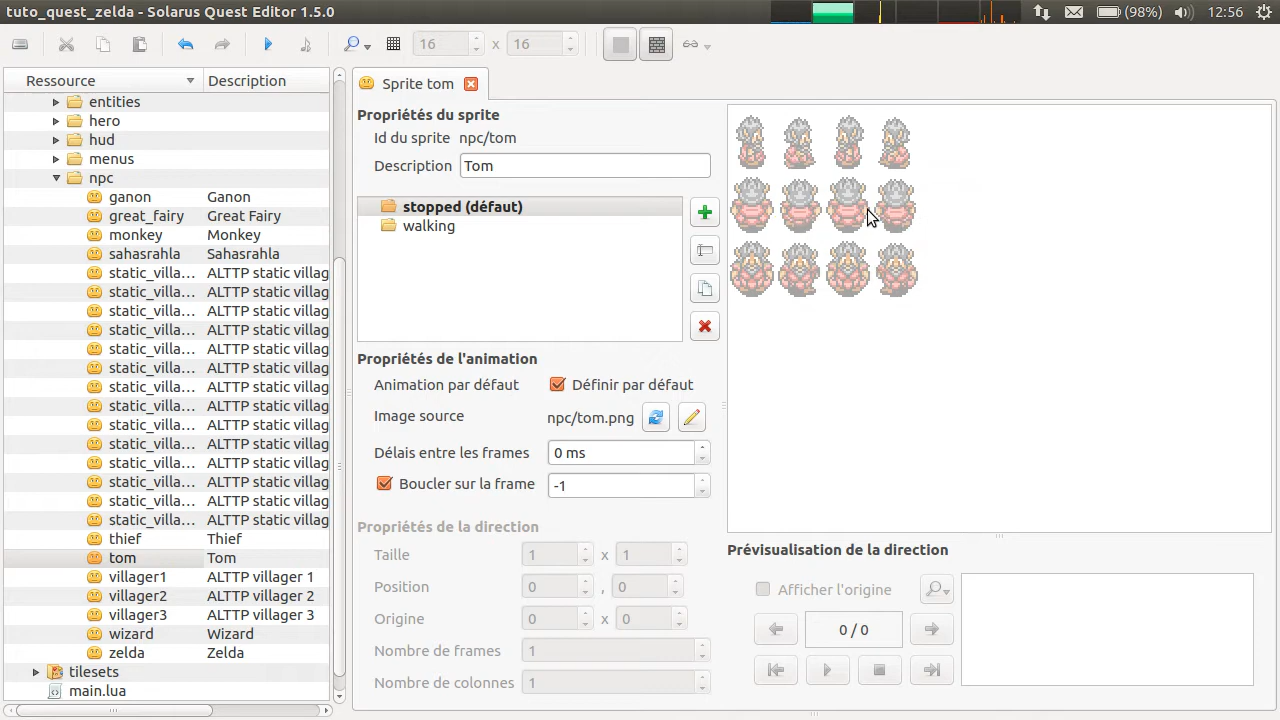 tuto_quest_zelda - Solarus Quest Editor 1.5.0
(98%) 12:56
16 x 16
Ressource Description
Sprite tom
entities
hero
hud
menus
npc
ganon Ganon
great_fairy Great Fairy
monkey Monkey
sahasrahla Sahasrahla
static_villa... ALTTP static villag
static_villa... ALTTP static villag
static_villa... ALTTP static villag
static_villa... ALTTP static villag
static_villa... ALTTP static villag
static_villa... ALTTP static villag
static_villa... ALTTP static villag
static_villa... ALTTP static villag
static_villa... ALTTP static villag
static_villa... ALTTP static villag
static_villa... ALTTP static villag
static_villa... ALTTP static villag
static_villa... ALTTP static villag
static_villa... ALTTP static villag
thief Thief
tom Tom
villager1 ALTTP villager 1
villager2 ALTTP villager 2
villager3 ALTTP villager 3
wizard Wizard
zelda Zelda
tilesets
main.lua
Propriétés du sprite
Id du sprite npc/tom
Description Tom
stopped (défaut)
walking
Propriétés de l'animation
Animation par défaut Définir par défaut
Image source npc/tom.png
Délais entre les frames 0 ms
Boucler sur la frame -1
Propriétés de la direction
Taille 1 x 1
Position 0 , 0
Origine 0 x 0
Nombre de frames 1
Nombre de colonnes 1
Prévisualisation de la direction
Afficher l'origine
0 / 0